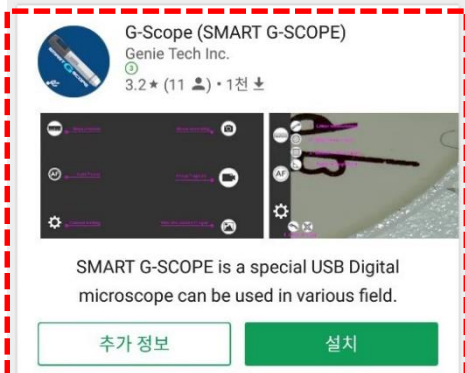 G-Scope (SMART G-SCOPE)
Genie Tech Inc.
3
3.2★ (11 👤) • 1천
SMART G-SCOPE is a special USB Digital
microscope can be used in various field.
추가 정보
설치